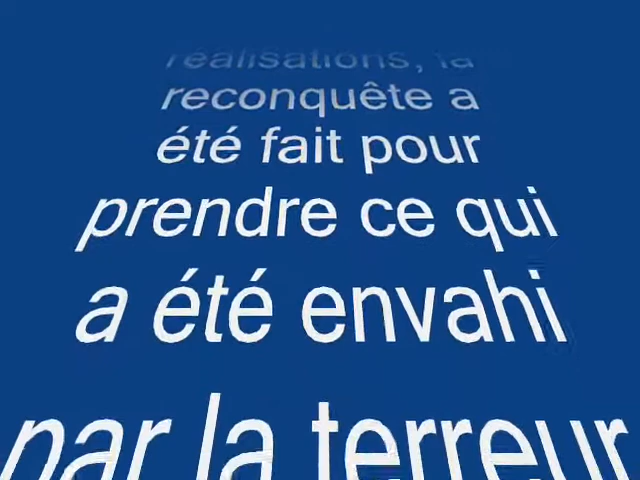 réalisations, la
reconquête a
été fait pour
prendre ce qui
a été envahi
par la terreur